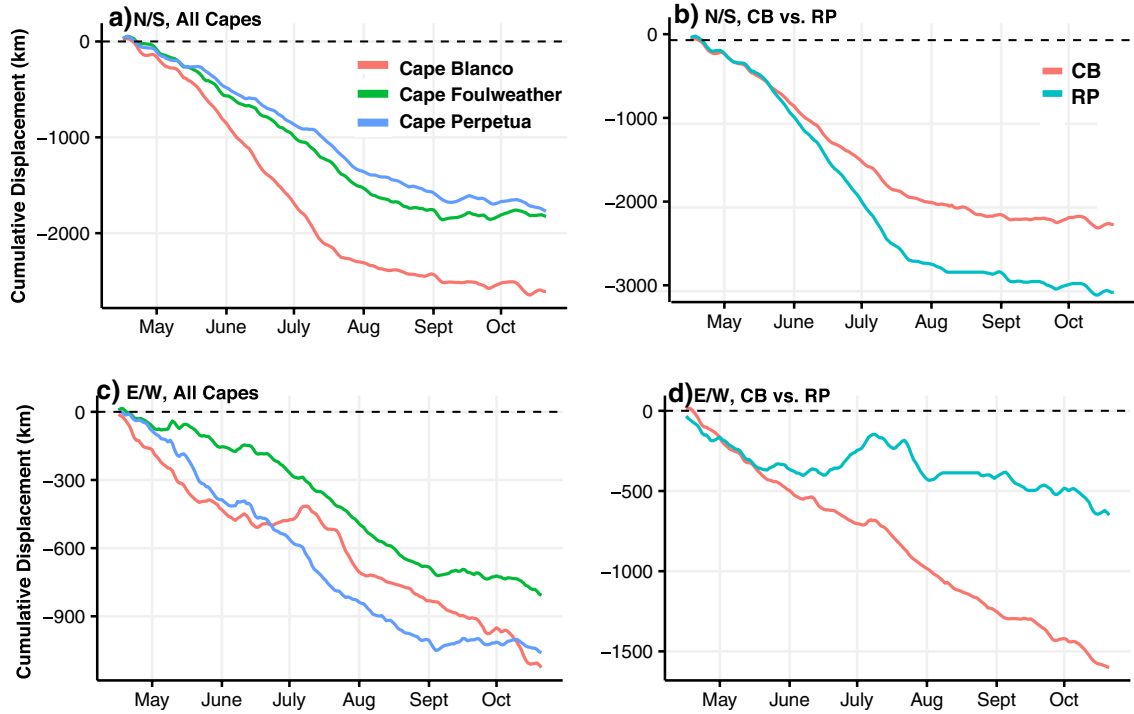 a) N/S, All Capes
Cumulative Displacement (km)
0
−1000
−2000
Cape Blanco
Cape Foulweather
Cape Perpetua
May June July Aug Sept Oct
b) N/S, CB vs. RP
0
−1000
−2000
−3000
CB
RP
May June July Aug Sept Oct
c) E/W, All Capes
Cumulative Displacement (km)
0
−300
−600
−900
May June July Aug Sept Oct
d) E/W, CB vs. RP
0
−500
−1000
−1500
May June July Aug Sept Oct